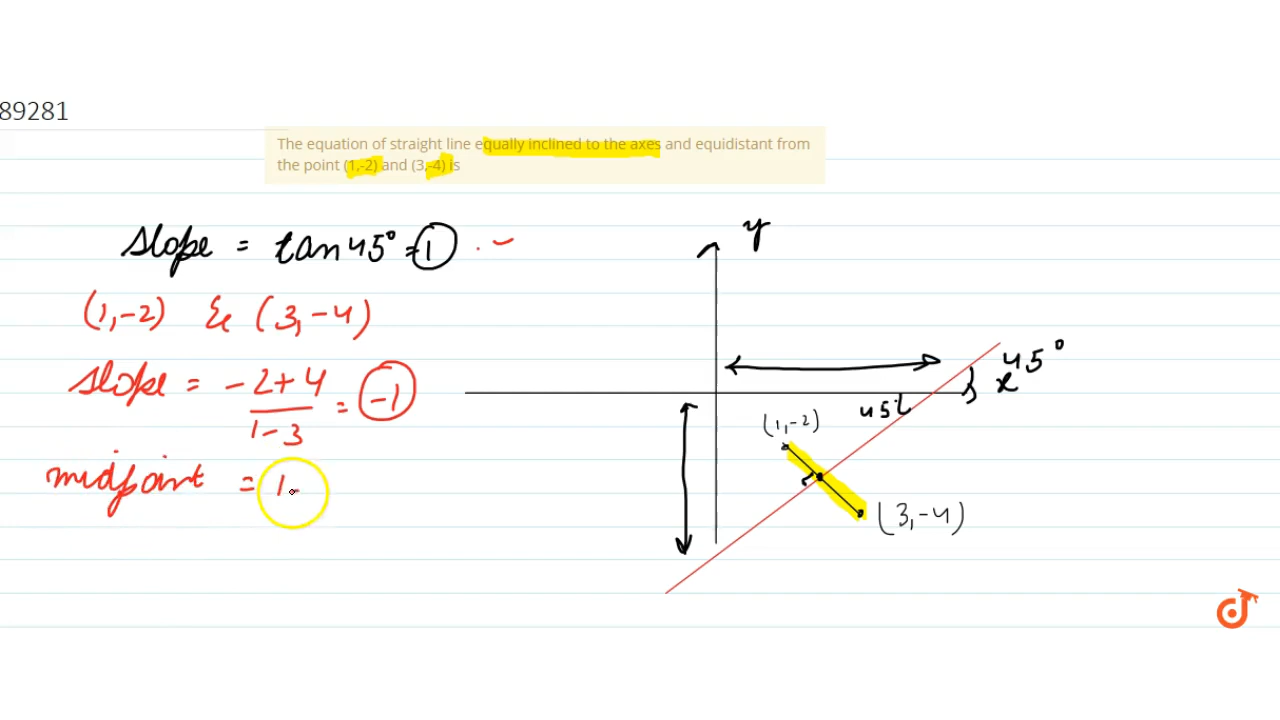 89281
The equation of straight line equally inclined to the axes and equidistant from
the point (1,-2) and (3,-4) is
slope = tan 45° = 1
(1,-2) & (3,-4)
slope = -2+4 / 1-3 = -1
midpoint = 1
y
45°
x
45°
(1,-2)
(3,-4)